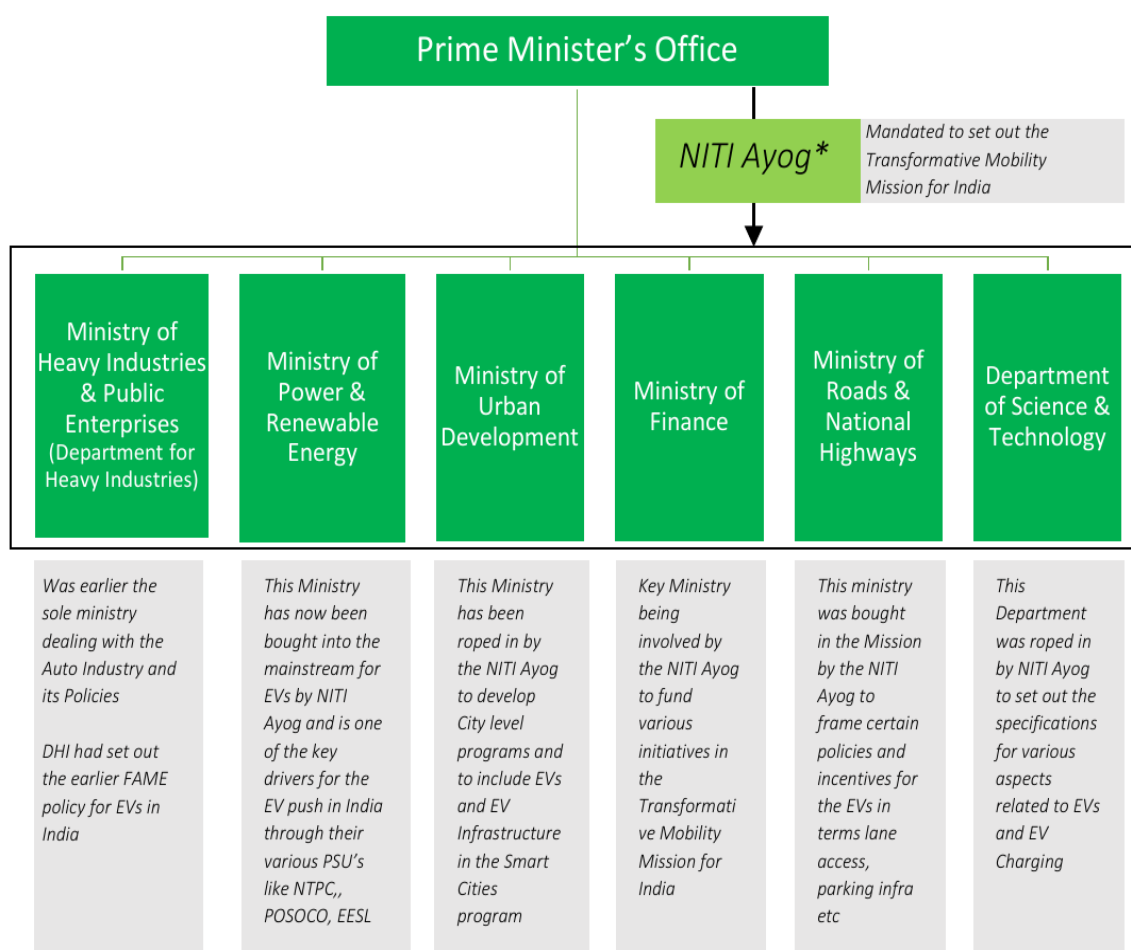 Prime Minister’s Office
NITI Ayog*
Mandated to set out the
Transformative Mobility
Mission for India
Ministry of
Heavy Industries
& Public
Enterprises
(Department for
Heavy Industries)
Ministry of
Power &
Renewable
Energy
Ministry of
Urban
Development
Ministry of
Finance
Ministry of
Roads &
National
Highways
Department
of Science &
Technology
Was earlier the
sole ministry
dealing with the
Auto Industry and
its Policies
DHI had set out
the earlier FAME
policy for EVs in
India
This Ministry
has now been
bought into the
mainstream for
EVs by NITI
Ayog and is one
of the key
drivers for the
EV push in India
through their
various PSU’s
like NTPC,,
POSOCO, EESL
This Ministry
has been
roped in by
the NITI Ayog
to develop
City level
programs and
to include EVs
and EV
Infrastructure
in the Smart
Cities
program
Key Ministry
being
involved by
the NITI Ayog
to fund
various
initiatives in
the
Transformati
ve Mobility
Mission for
India
This ministry
was bought
in the Mission
by the NITI
Ayog to
frame certain
policies and
incentives for
the EVs in
terms lane
access,
parking infra
etc
This
Department
was roped in
by NITI Ayog
to set out the
specifications
for various
aspects
related to EVs
and EV
Charging